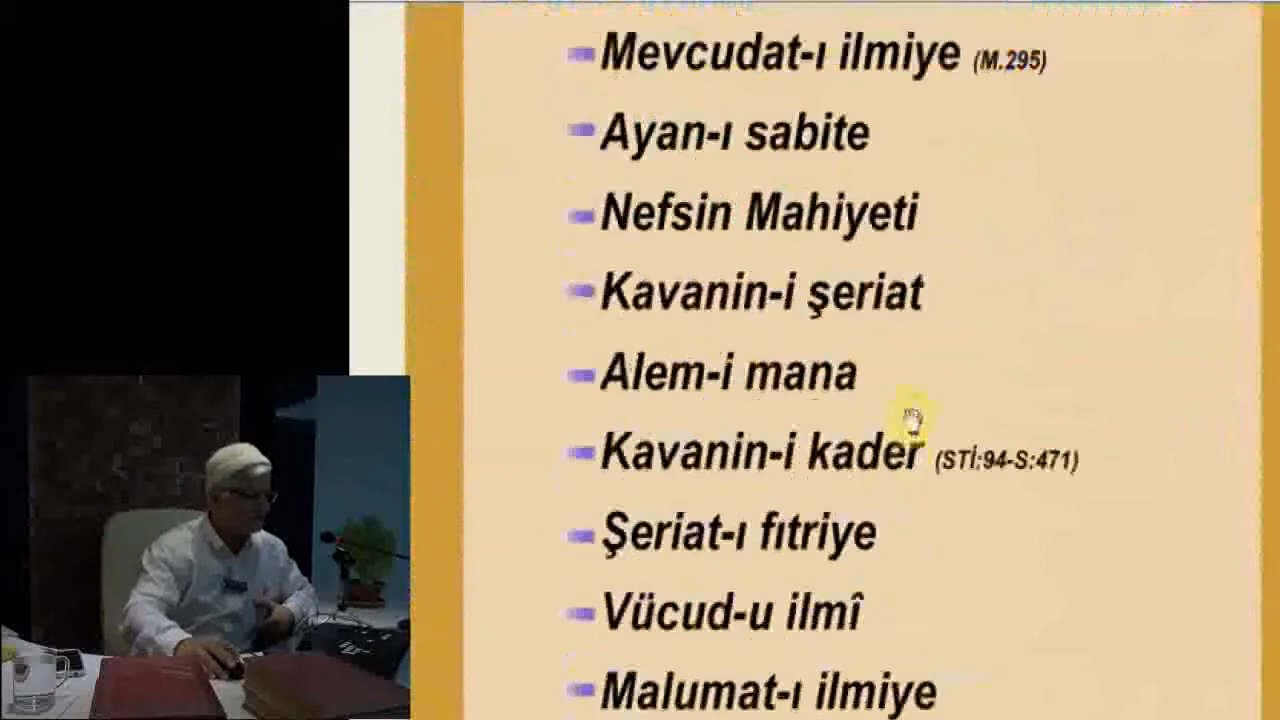 Mevcudat-ı ilmiye (M.295)
Ayan-ı sabite
Nefsin Mahiyeti
Kavanin-i şeriat
Alem-i mana
Kavanin-i kader (STİ:94-S:471)
Şeriat-ı fıtriye
Vücud-u ilmî
Malumat-ı ilmiye